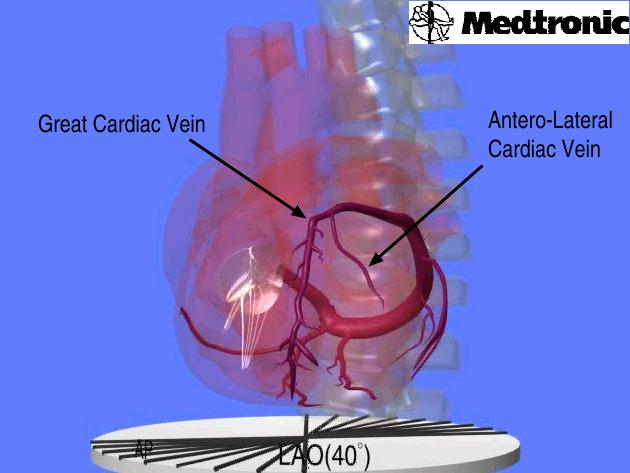 Medtronic
Great Cardiac Vein
Antero-Lateral
Cardiac Vein
AP
LAO(40°)